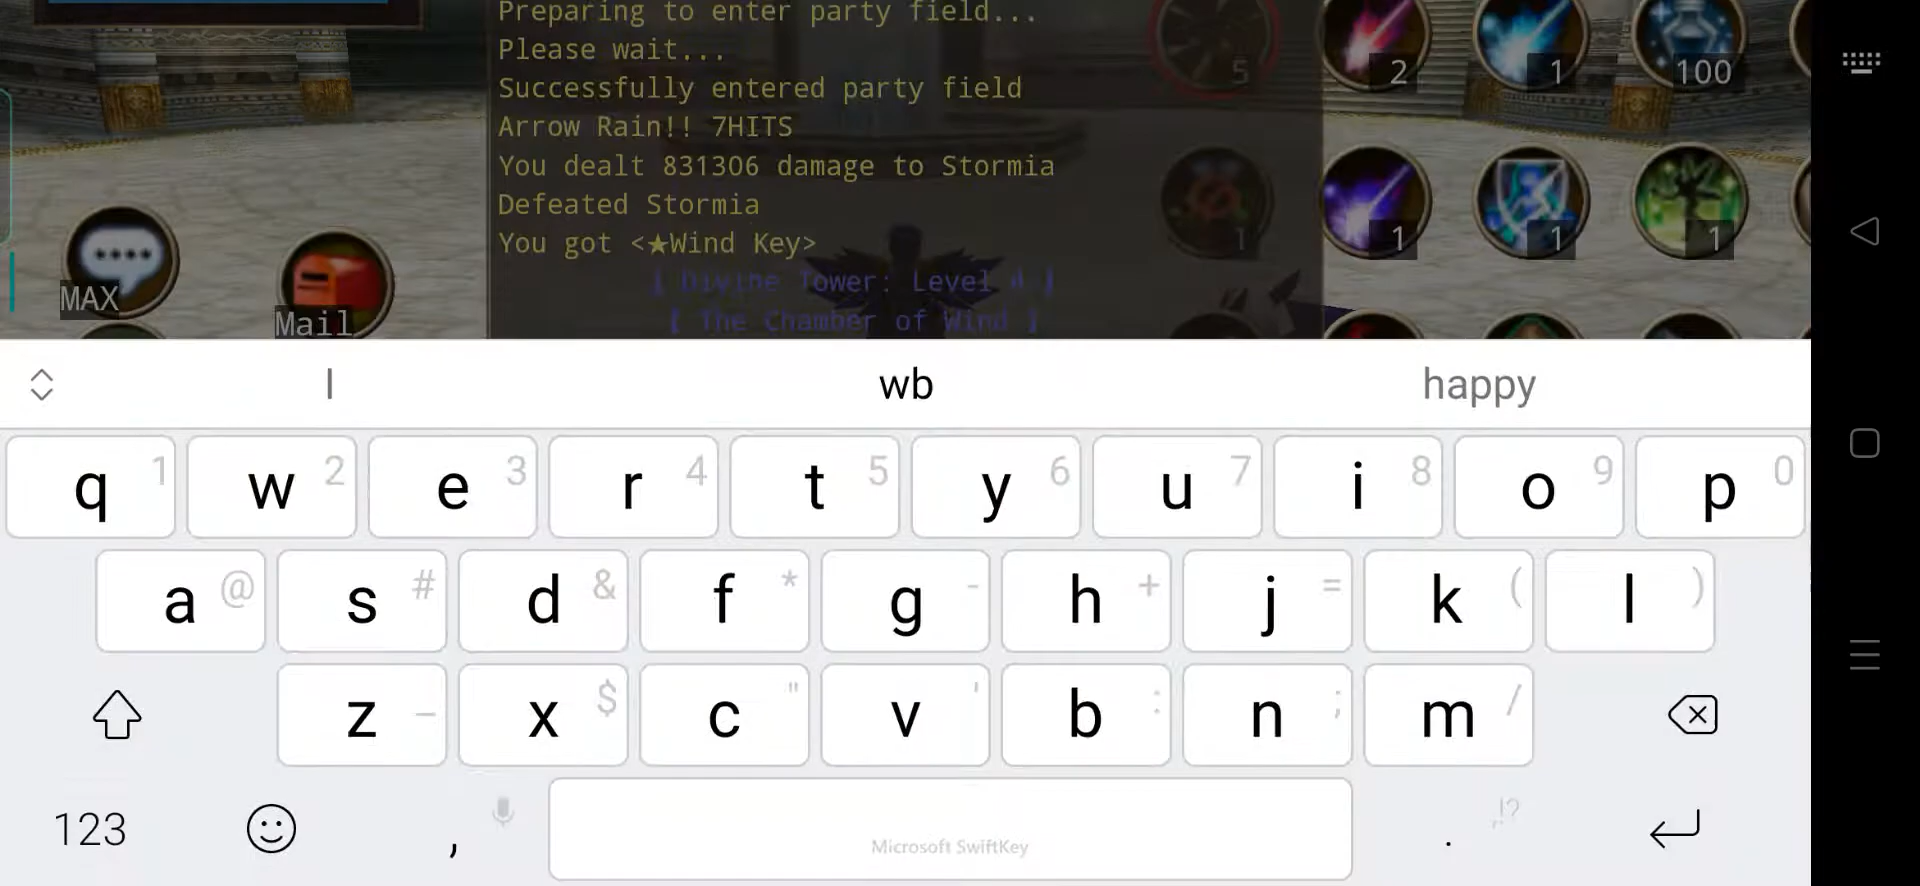 Preparing to enter party field...
Please wait...
Successfully entered party field
Arrow Rain!! 7HITS
You dealt 831306 damage to Stormia
Defeated Stormia
You got <★Wind Key>
[ Divine Tower: Level 4 ]
[ The Chamber of Wind ]
5 2 1 100
1 1 1 1
MAX
Mail
I wb happy
q 1 w 2 e 3 r 4 t 5 y 6 u 7 i 8 o 9 p 0
a @ s # d & f * g - h + j = k ( l )
z _ x $ c " v ' b : n ; m /
123 , Microsoft SwiftKey . ,!?